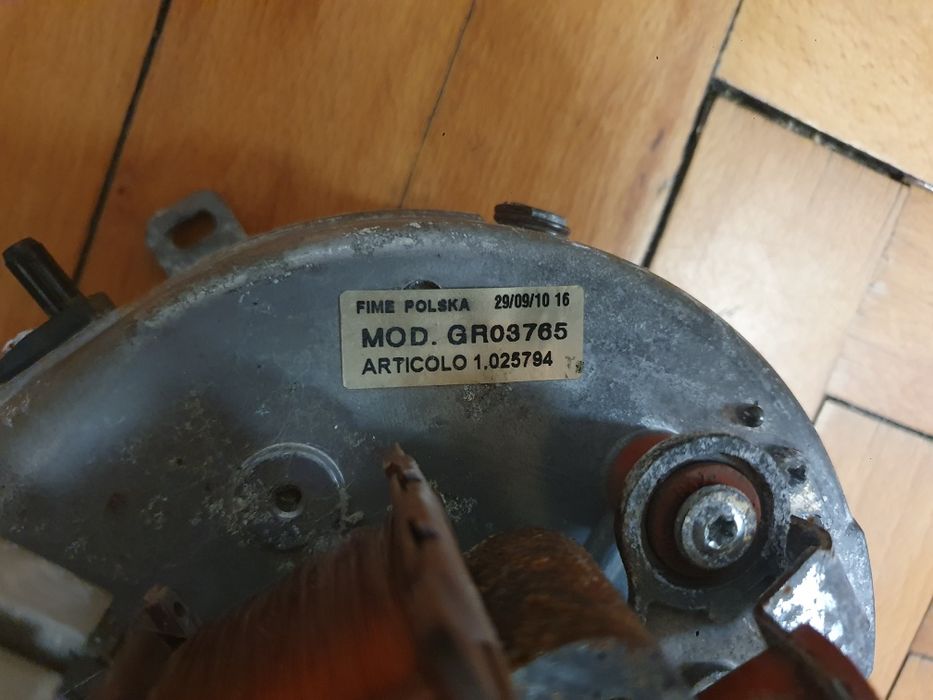 FIME POLSKA 29/09/10 16
MOD. GR03765
ARTICOLO 1.025794